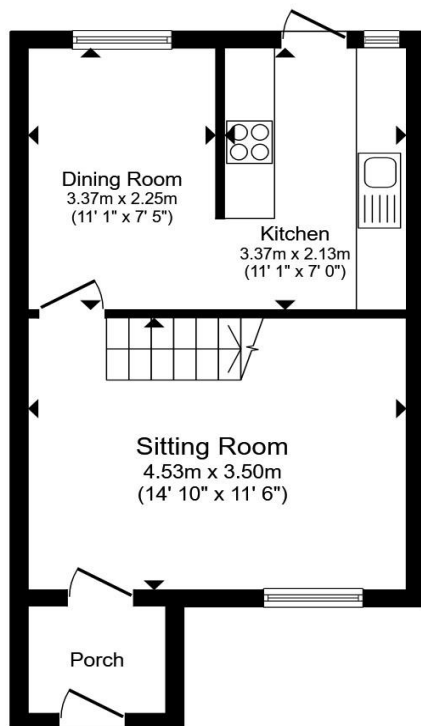 Dining Room
3.37m x 2.25m
(11' 1" x 7' 5")
Kitchen
3.37m x 2.13m
(11' 1" x 7' 0")
Sitting Room
4.53m x 3.50m
(14' 10" x 11' 6")
Porch